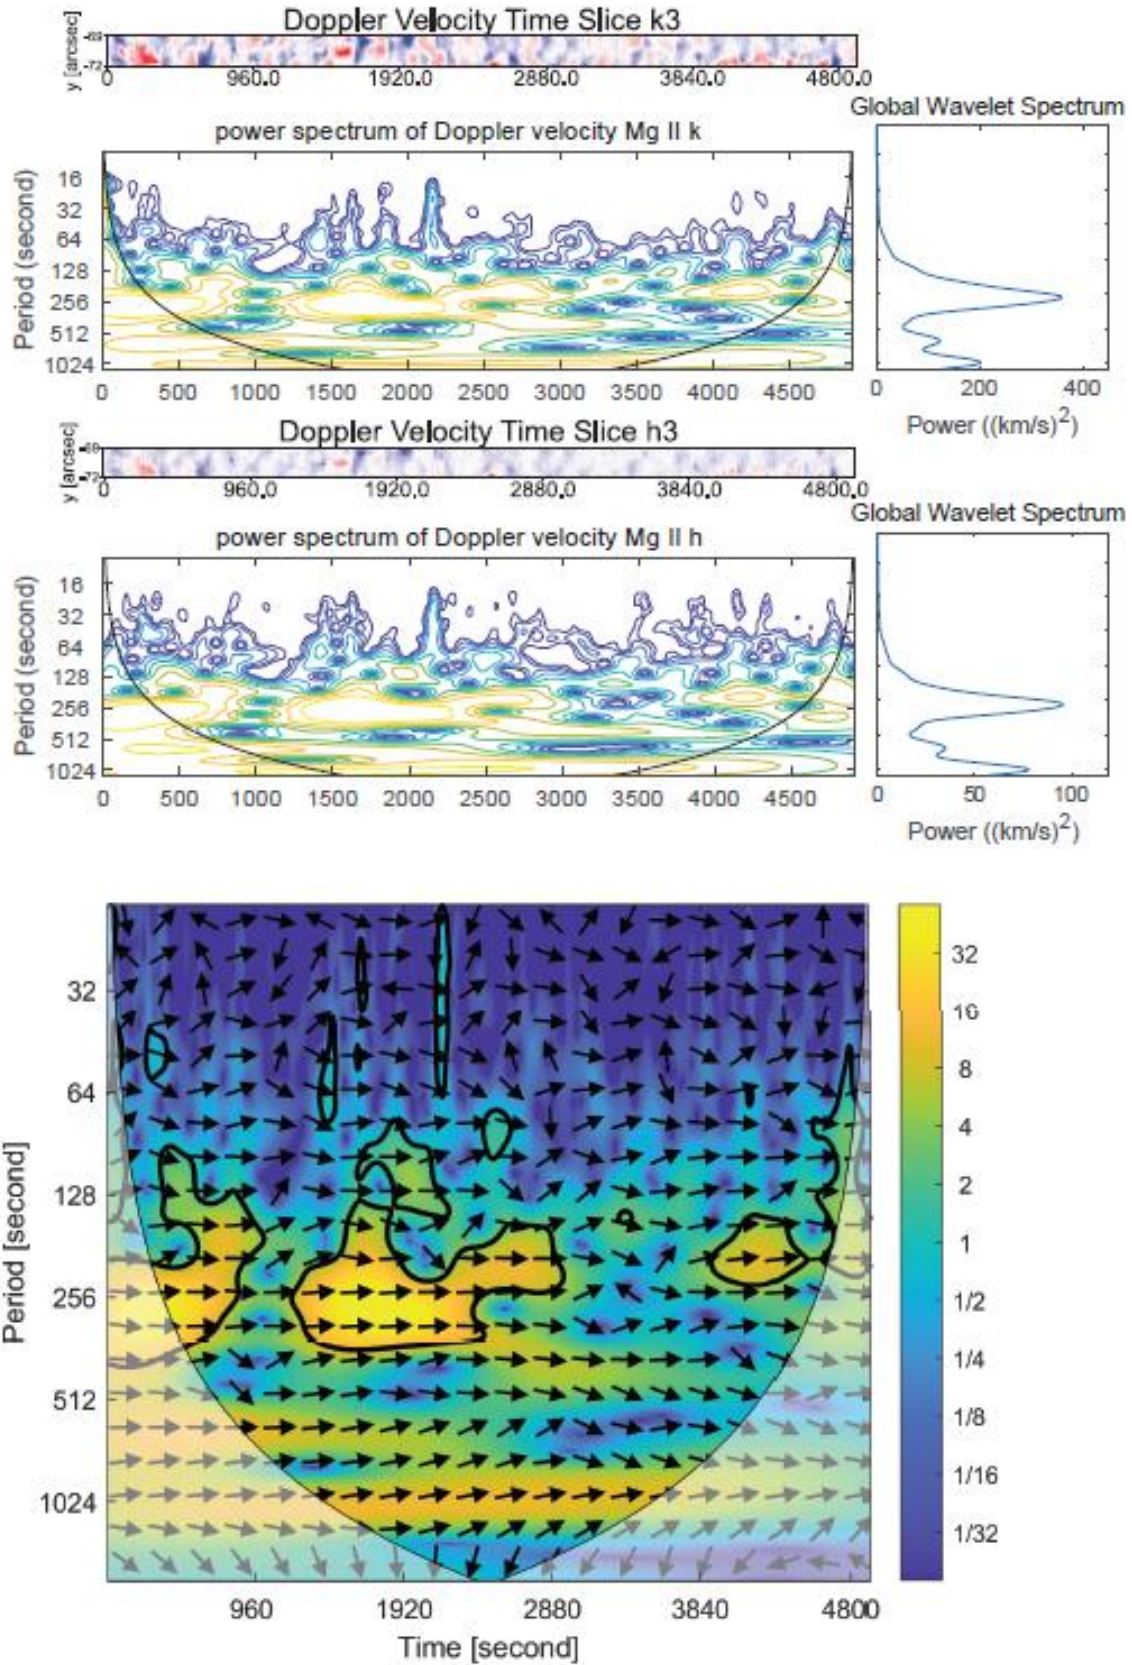 Doppler Velocity Time Slice k3
y [arcsec]
-69
-72
0 960.0 1920.0 2880.0 3840.0 4800.0
Global Wavelet Spectrum
power spectrum of Doppler velocity Mg II k
Period (second)
16
32
64
128
256
512
1024
0 500 1000 1500 2000 2500 3000 3500 4000 4500
0 200 400
Power ((km/s)2)
Doppler Velocity Time Slice h3
y [arcsec]
-69
-72
0 960.0 1920.0 2880.0 3840.0 4800.0
Global Wavelet Spectrum
power spectrum of Doppler velocity Mg II h
Period (second)
16
32
64
128
256
512
1024
0 500 1000 1500 2000 2500 3000 3500 4000 4500
0 50 100
Power ((km/s)2)
Period [second]
32
64
128
256
512
1024
960 1920 2880 3840 4800
Time [second]
32
16
8
4
2
1
1/2
1/4
1/8
1/16
1/32